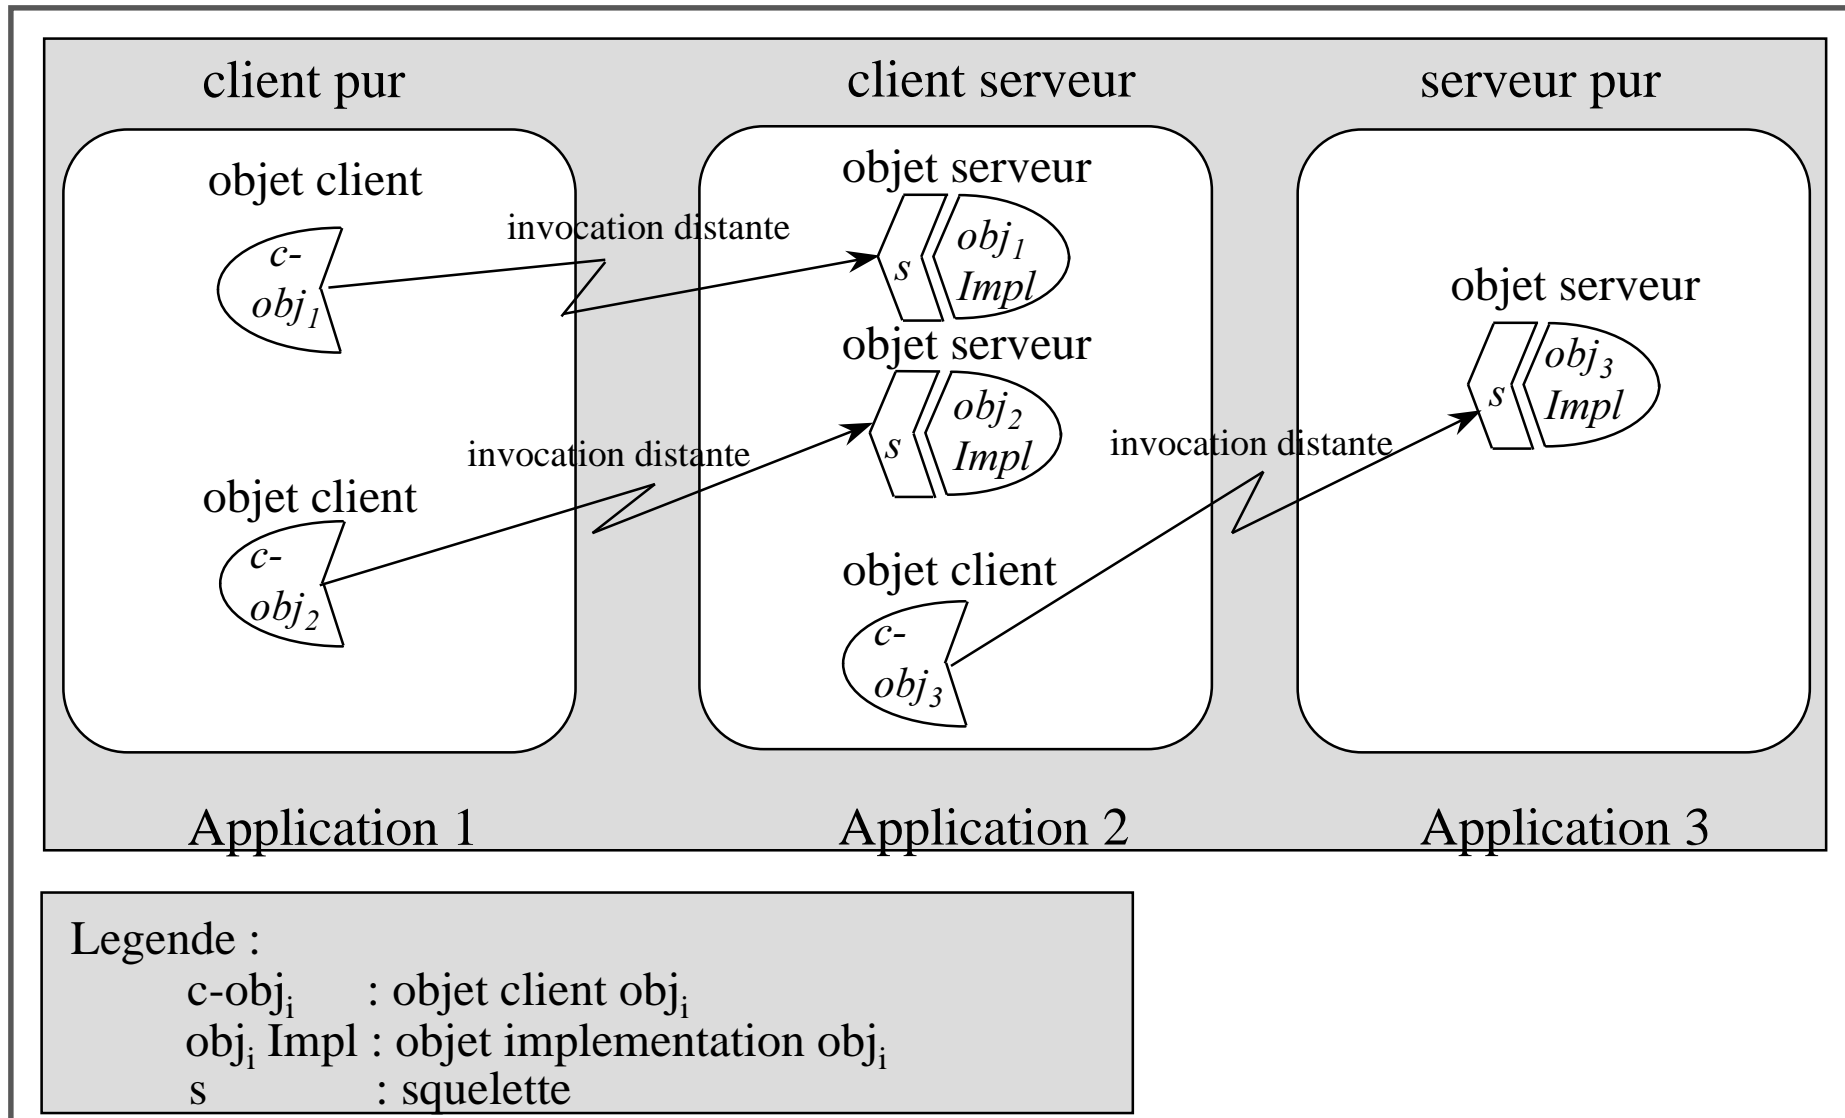 client pur
client serveur
serveur pur
objet client
invocation distante
c-
obj1
objet serveur
s
obj1
Impl
objet serveur
s
obj2
Impl
invocation distante
objet client
c-
obj2
objet client
c-
obj3
invocation distante
objet serveur
s
obj3
Impl
Application 1
Application 2
Application 3
Legende :
c-obji : objet client obji
obji Impl : objet implementation obji
s : squelette